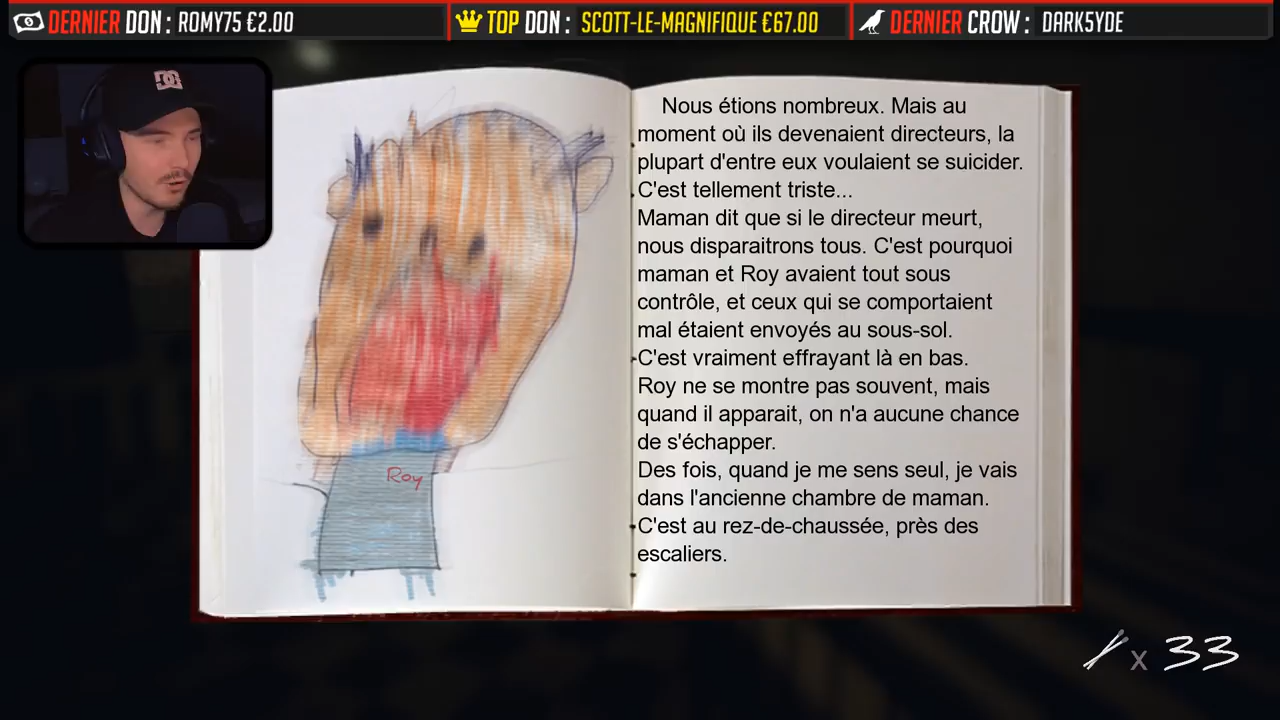 DERNIER DON : ROMY75 €2.00
TOP DON : SCOTT-LE-MAGNIFIQUE €67.00
DERNIER CROW : DARK5YDE
Nous étions nombreux. Mais au
moment où ils devenaient directeurs, la
plupart d'entre eux voulaient se suicider.
C'est tellement triste...
Maman dit que si le directeur meurt,
nous disparaitrons tous. C'est pourquoi
maman et Roy avaient tout sous
contrôle, et ceux qui se comportaient
mal étaient envoyés au sous-sol.
C'est vraiment effrayant là en bas.
Roy ne se montre pas souvent, mais
quand il apparait, on n'a aucune chance
de s'échapper.
Des fois, quand je me sens seul, je vais
dans l'ancienne chambre de maman.
C'est au rez-de-chaussée, près des
escaliers.
Roy
x 33